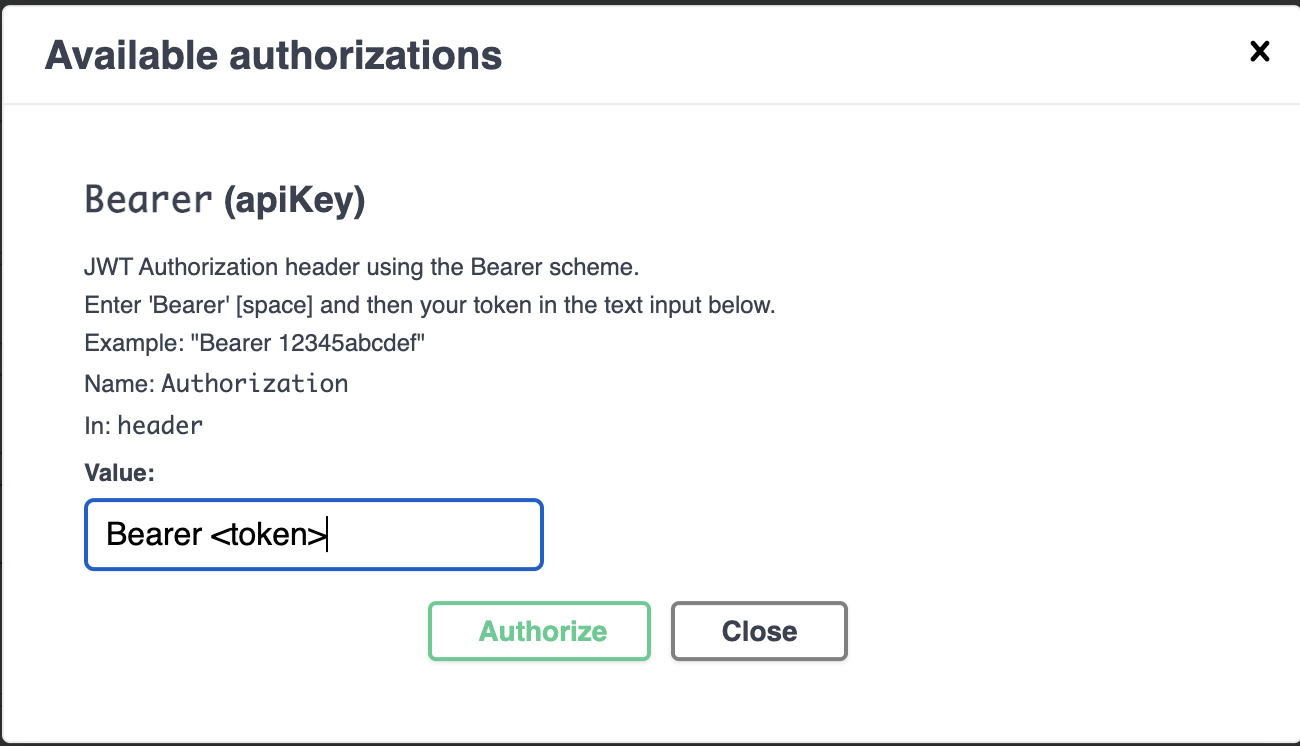 Available authorizations
Bearer (apiKey)
JWT Authorization header using the Bearer scheme.
Enter 'Bearer' [space] and then your token in the text input below.
Example: "Bearer 12345abcdef"
Name: Authorization
In: header
Value:
Bearer <token>
Authorize Close